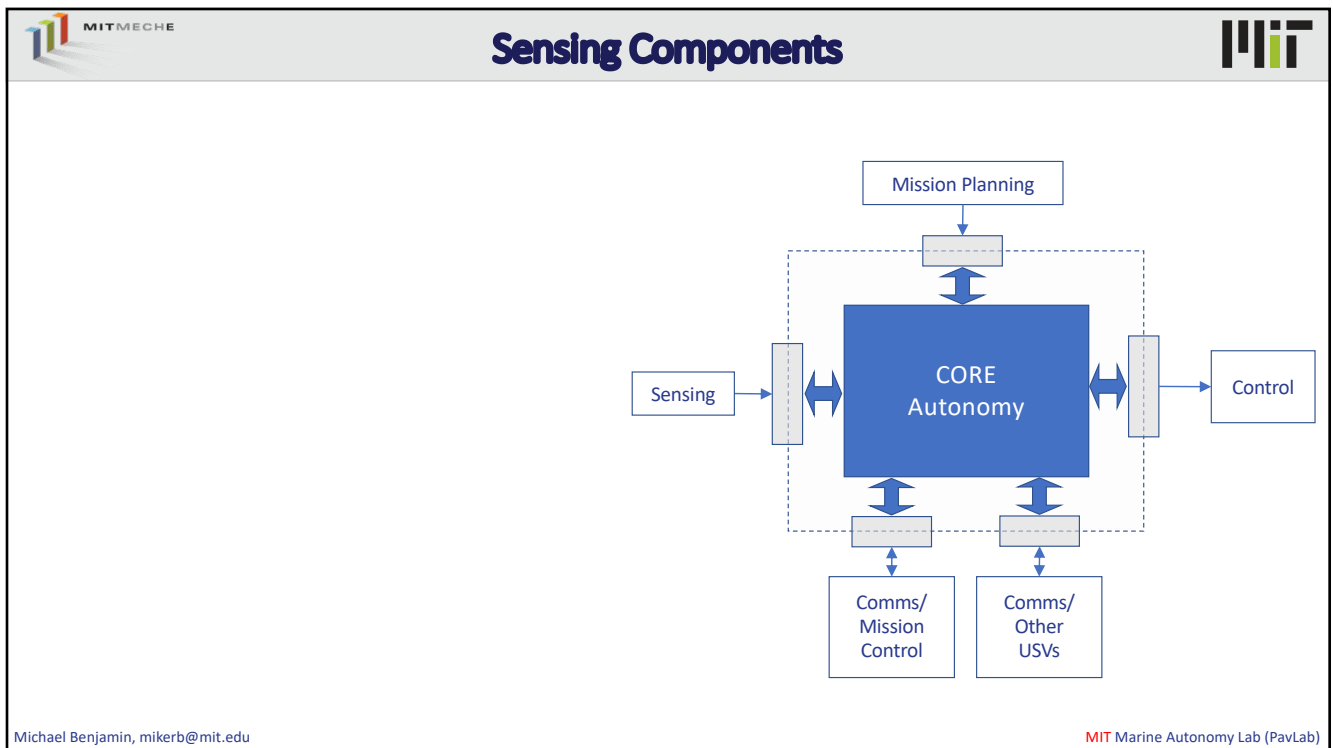 MITMECHE
Sensing Components
MIT
Mission Planning
Sensing
CORE
Autonomy
Control
Comms/
Mission
Control
Comms/
Other
USVs
Michael Benjamin, mikerb@mit.edu
MIT Marine Autonomy Lab (PavLab)